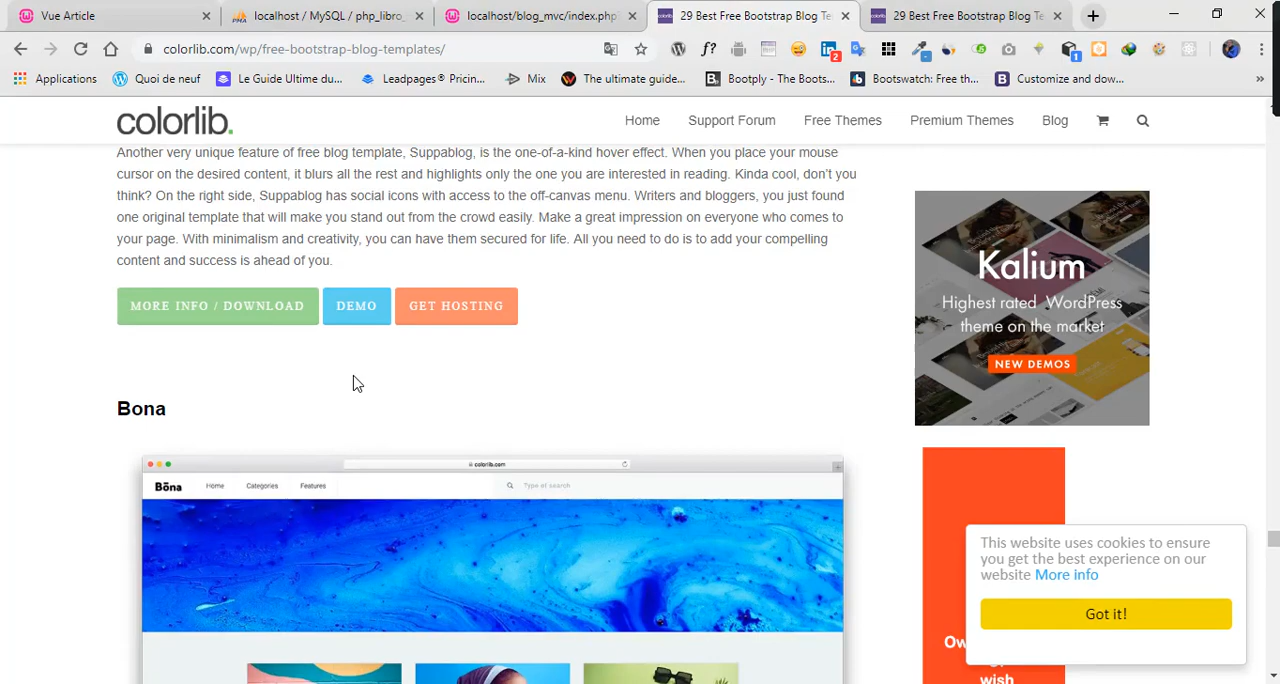 Vue Article
localhost / MySQL / php_libro_
localhost/blog_mvc/index.php
29 Best Free Bootstrap Blog Te
29 Best Free Bootstrap Blog Te
colorlib.com/wp/free-bootstrap-blog-templates/
Applications
Quoi de neuf
Le Guide Ultime du...
Leadpages® Pricing...
Mix
The ultimate guide...
Bootply - The Boots...
Bootswatch: Free th...
Customize and dow...
colorlib.
Home
Support Forum
Free Themes
Premium Themes
Blog
Another very unique feature of free blog template, Suppablog, is the one-of-a-kind hover effect. When you place your mouse
cursor on the desired content, it blurs all the rest and highlights only the one you are interested in reading. Kinda cool, don't you
think? On the right side, Suppablog has social icons with access to the off-canvas menu. Writers and bloggers, you just found
one original template that will make you stand out from the crowd easily. Make a great impression on everyone who comes to
your page. With minimalism and creativity, you can have them secured for life. All you need to do is to add your compelling
content and success is ahead of you.
MORE INFO / DOWNLOAD
DEMO
GET HOSTING
Bona
colorlib.com
Bōna
Home
Categories
Features
Type of search
Kalium
Highest rated WordPress
theme on the market
NEW DEMOS
wish
This website uses cookies to ensure
you get the best experience on our
website More info
Got it!